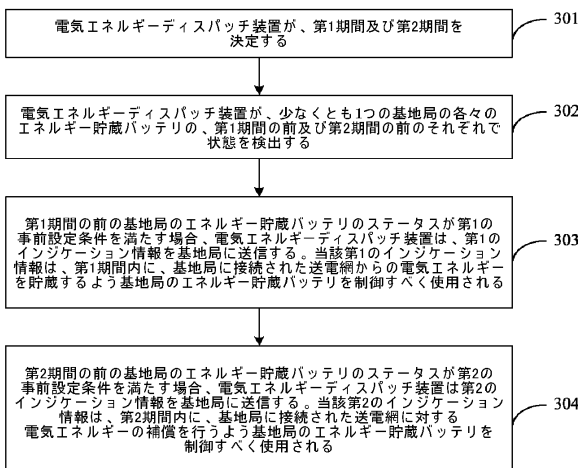 電気エネルギーディスパッチ装置が、第1期間及び第2期間を
決定する
301
電気エネルギーディスパッチ装置が、少なくとも1つの基地局の各々の
エネルギー貯蔵バッテリの、第1期間の前及び第2期間の前のそれぞれで
状態を検出する
302
第1期間の前の基地局のエネルギー貯蔵バッテリのステータスが第1の
事前設定条件を満たす場合、電気エネルギーディスパッチ装置は、第1の
インジケーション情報を基地局に送信する。当該第1のインジケーション
情報は、第1期間内に、基地局に接続された送電網からの電気エネルギー
を貯蔵するよう基地局のエネルギー貯蔵バッテリを制御すべく使用される
303
第2期間の前の基地局のエネルギー貯蔵バッテリのステータスが第2の
事前設定条件を満たす場合、電気エネルギーディスパッチ装置は第2の
インジケーション情報を基地局に送信する。当該第2のインジケーション
情報は、第2期間内に、基地局に接続された送電網に対する
電気エネルギーの補償を行うよう基地局のエネルギー貯蔵バッテリを
制御すべく使用される
304